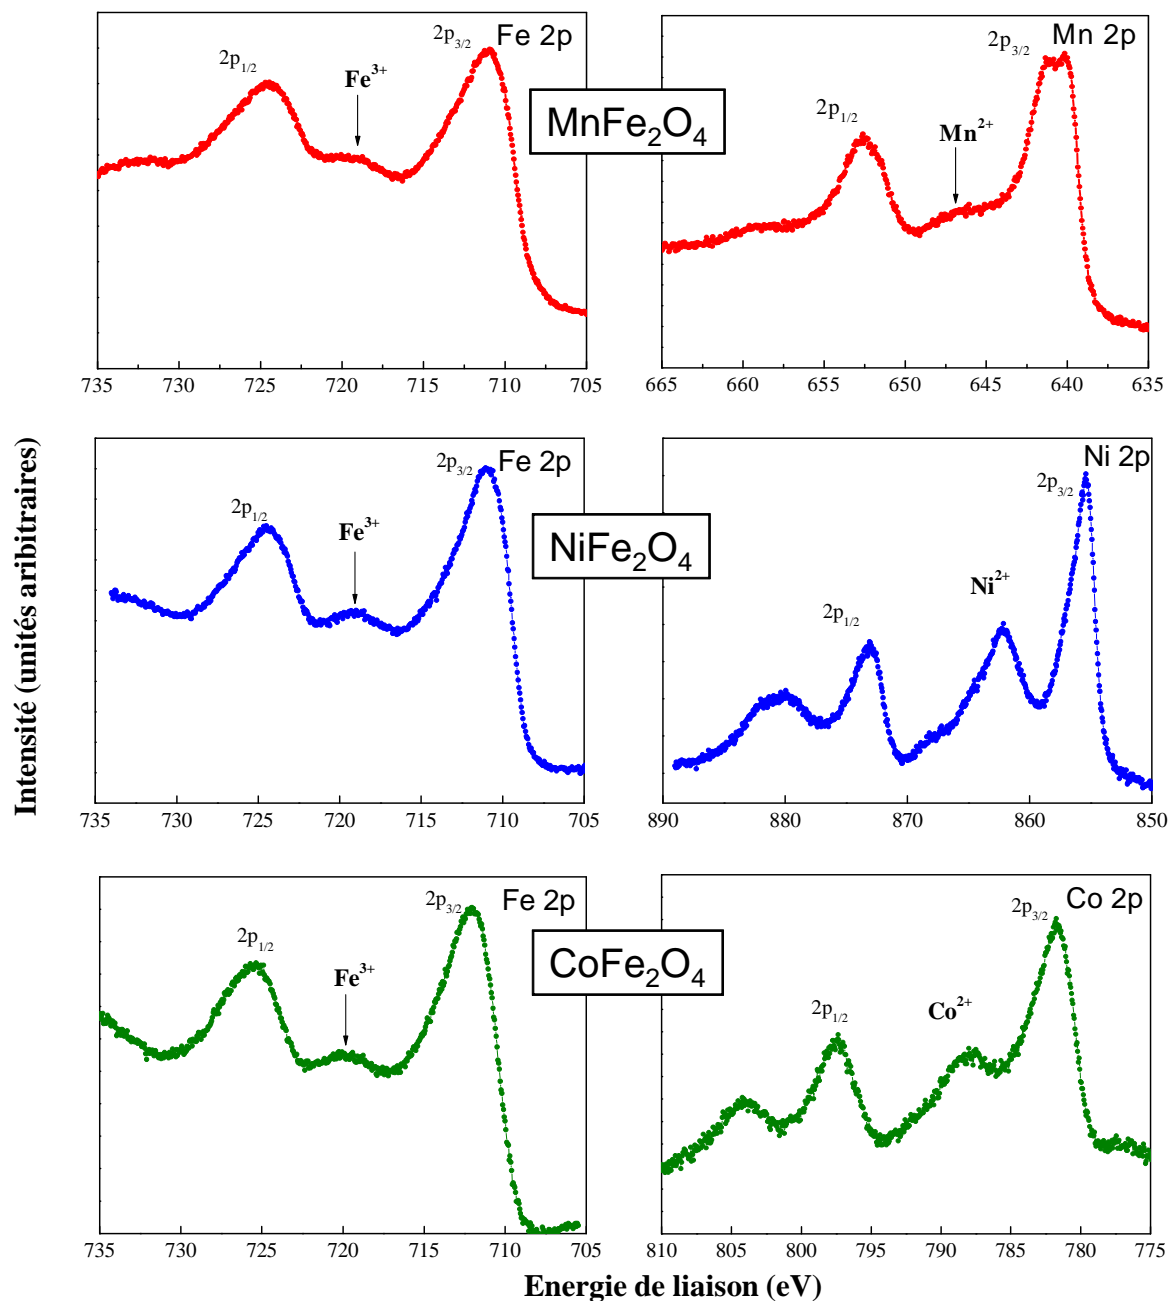 Fe 2p
2p3/2
2p1/2
Fe3+
735 730 725 720 715 710 705
MnFe2O4
Mn 2p
2p3/2
2p1/2
Mn2+
665 660 655 650 645 640 635
Intensité (unités aribitraires)
Fe 2p
2p3/2
2p1/2
Fe3+
735 730 725 720 715 710 705
NiFe2O4
Ni 2p
2p3/2
Ni2+
2p1/2
890 880 870 860 850
Fe 2p
2p3/2
2p1/2
Fe3+
735 730 725 720 715 710 705
CoFe2O4
Co 2p
2p3/2
Co2+
2p1/2
810 805 800 795 790 785 780 775
Energie de liaison (eV)